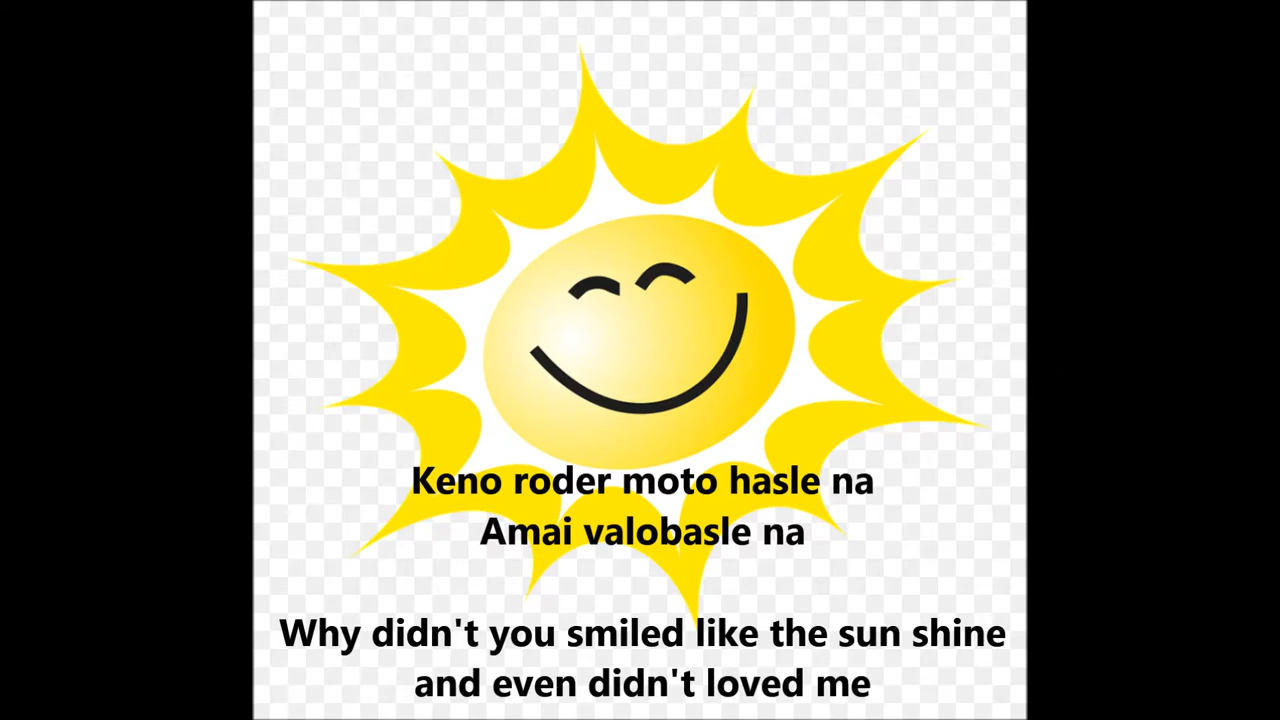 Keno roder moto hasle na
Amai valobasle na
Why didn't you smiled like the sun shine
and even didn't loved me